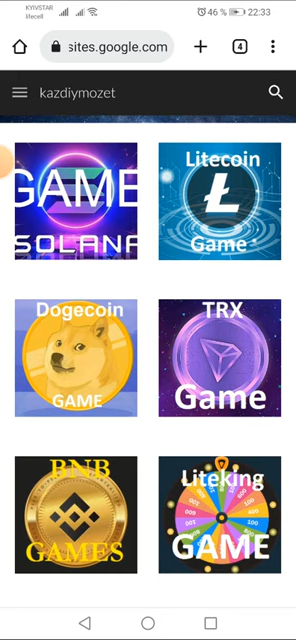 KYIVSTAR
lifecell
46 %
22:33
sites.google.com
4
kazdiymozet
GAME
SOLANA
Litecoin
Game
Dogecoin
GAME
TRX
Game
BNB
GAMES
Liteking
GAME